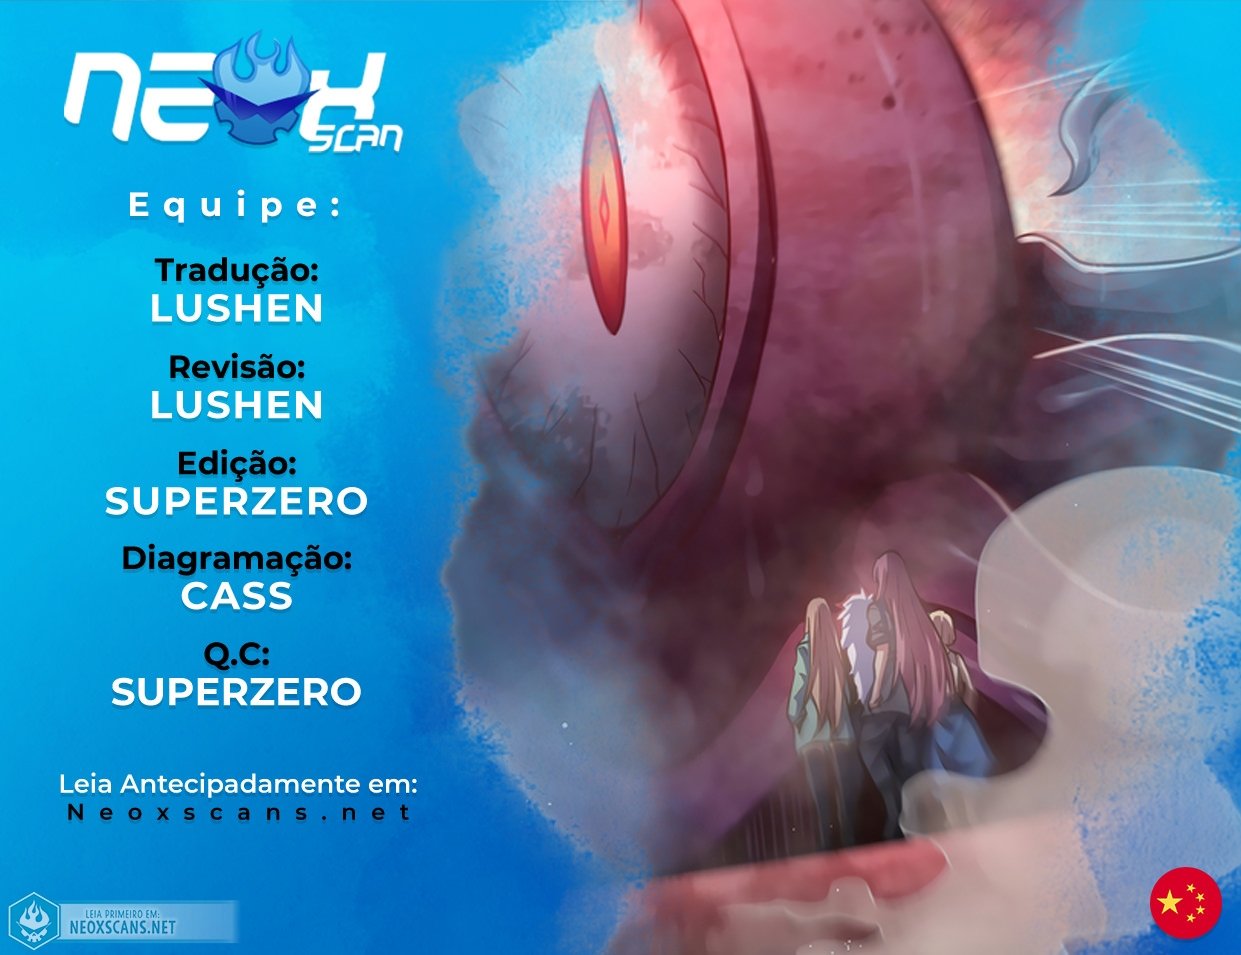 NEOX
SCAN
Equipe:
Tradução:
LUSHEN
Revisão:
LUSHEN
Edição:
SUPERZERO
Diagramação:
CASS
Q.C:
SUPERZERO
Leia Antecipadamente em:
Neoxscans.net
LEIA PRIMEIRO EM:
NEOXSCANS.NET